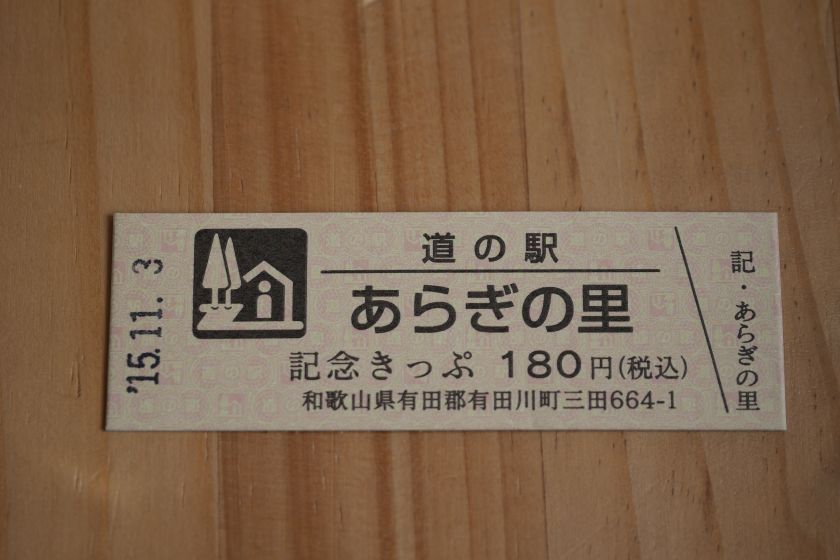 '15.11. 3
道の駅
あらぎの里
記念きっぷ 180円(税込)
和歌山県有田郡有田川町三田664-1
記・あらぎの里